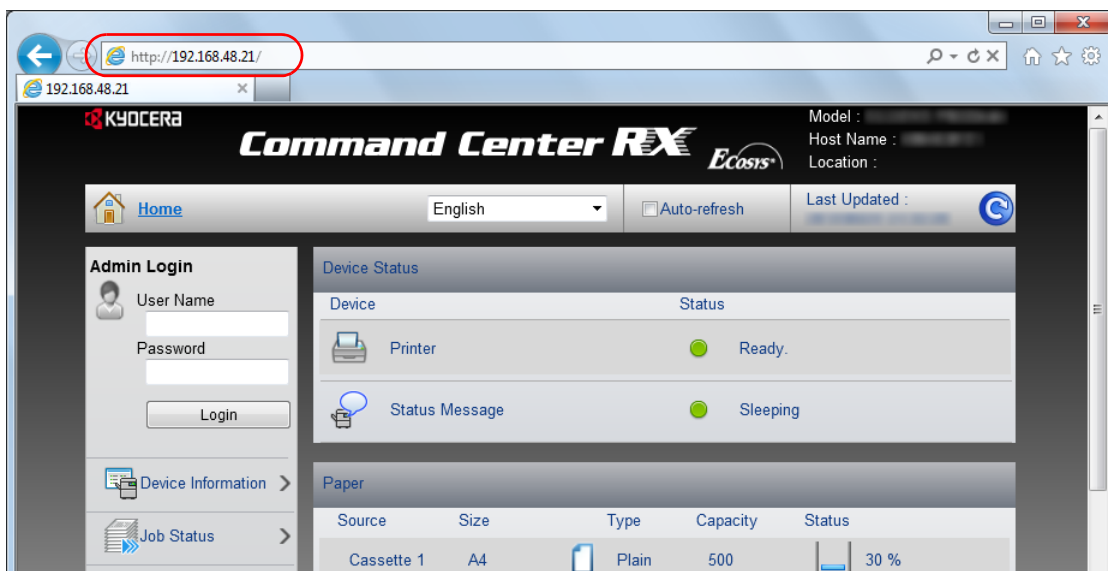 http://192.168.48.21/
192.168.48.21
KYOCERA
Command Center RX
Ecosys
Model :
Host Name :
Location :
Home
English
Auto-refresh
Last Updated :
Admin Login
User Name
Password
Login
Device Information
Job Status
Device Status
Device Status
Printer Ready.
Status Message Sleeping
Paper
Source Size Type Capacity Status
Cassette 1 A4 Plain 500 30 %